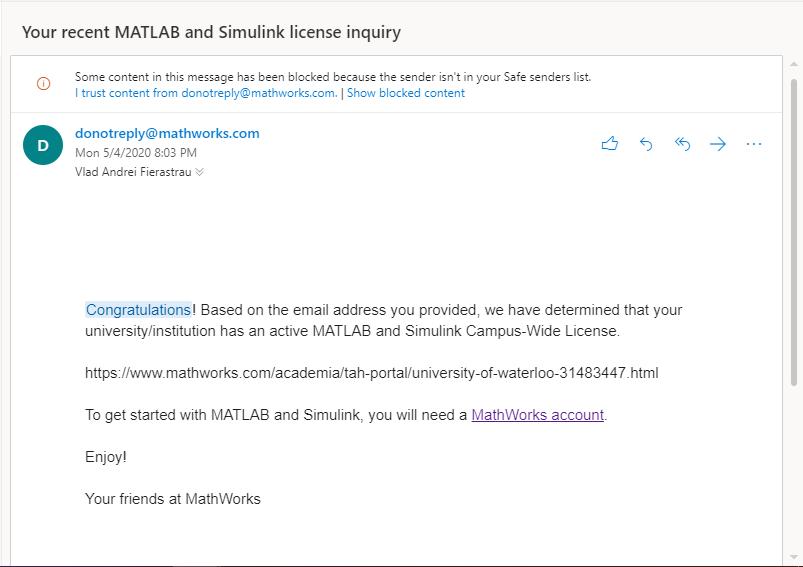 Your recent MATLAB and Simulink license inquiry
Some content in this message has been blocked because the sender isn't in your Safe senders list.
I trust content from donotreply@mathworks.com. | Show blocked content
D
donotreply@mathworks.com
Mon 5/4/2020 8:03 PM
Vlad Andrei Fierastrau
Congratulations! Based on the email address you provided, we have determined that your
university/institution has an active MATLAB and Simulink Campus-Wide License.
https://www.mathworks.com/academia/tah-portal/university-of-waterloo-31483447.html
To get started with MATLAB and Simulink, you will need a MathWorks account.
Enjoy!
Your friends at MathWorks